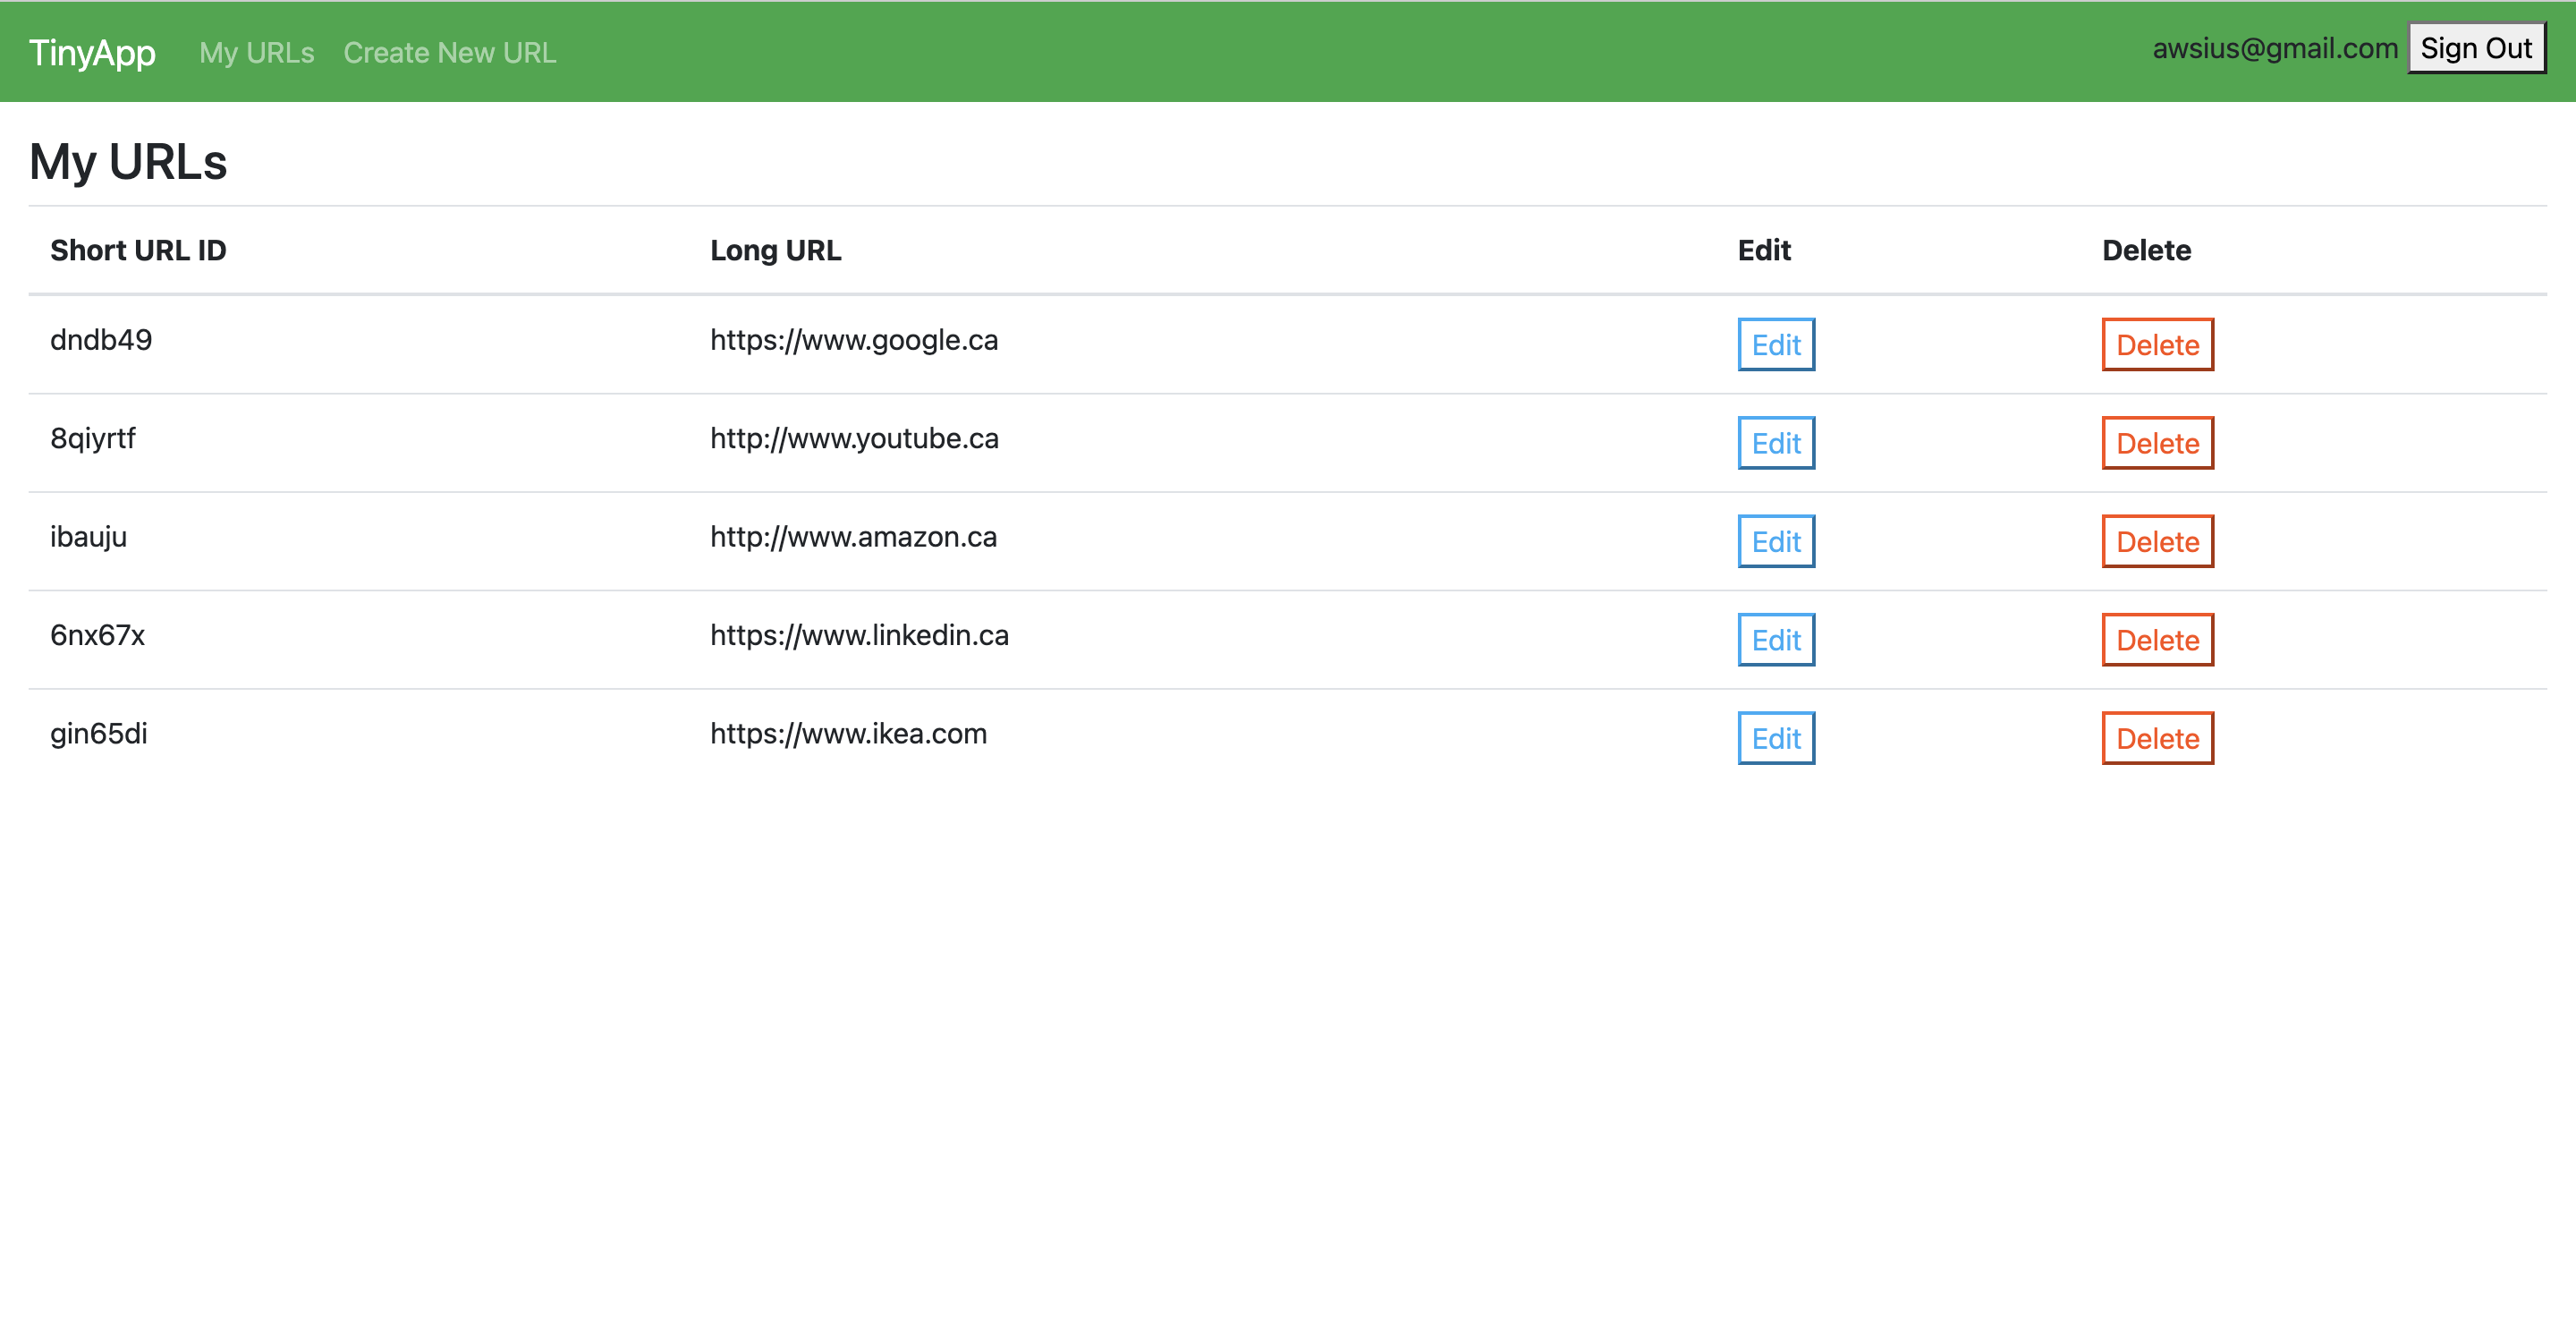 TinyApp My URLs Create New URL awsius@gmail.com Sign Out
My URLs
Short URL ID Long URL Edit Delete
dndb49 https://www.google.ca Edit Delete
8qiyrtf http://www.youtube.ca Edit Delete
ibauju http://www.amazon.ca Edit Delete
6nx67x https://www.linkedin.ca Edit Delete
gin65di https://www.ikea.com Edit Delete